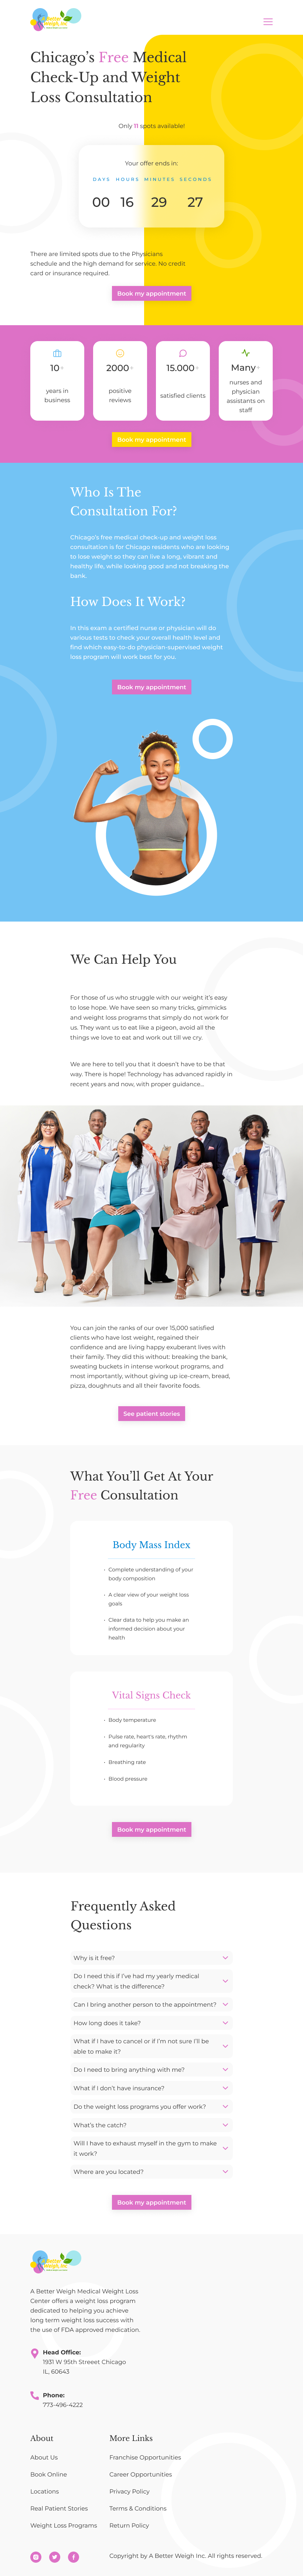 A Better
Weigh, Inc
Chicago's Free Medical
Check-Up and Weight
Loss Consultation
Only 11 spots available!
Your offer ends in:
DAYS HOURS MINUTES SECONDS
00 16 29 27
There are limited spots due to the Physicians
schedule and the high demand for service. No credit
card or insurance required.
Book my appointment
10 +
years in
business
2000 +
positive
reviews
15.000 +
satisfied clients
Many +
nurses and
physician
assistants on
staff
Book my appointment
Who Is The
Consultation For?
Chicago's free medical check-up and weight loss
consultation is for Chicago residents who are looking
to lose weight so they can live a long, vibrant and
healthy life, while looking good and not breaking the
bank.
How Does It Work?
In this exam a certified nurse or physician will do
various tests to check your overall health level and
find which easy-to-do physician-supervised weight
loss program will work best for you.
Book my appointment
We Can Help You
For those of us who struggle with our weight it's easy
to lose hope. We have seen so many tricks, gimmicks
and weight loss programs that simply do not work for
us. They want us to eat like a pigeon, avoid all the
things we love to eat and work out till we cry.
We are here to tell you that it doesn't have to be that
way. There is hope! Technology has advanced rapidly in
recent years and now, with proper guidance...
You can join the ranks of our over 15,000 satisfied
clients who have lost weight, regained their
confidence and are living happy exuberant lives with
their family. They did this without; breaking the bank,
sweating buckets in intense workout programs, and
most importantly, without giving up ice-cream, bread,
pizza, doughnuts and all their favorite foods.
See patient stories
What You'll Get At Your
Free Consultation
Body Mass Index
• Complete understanding of your
body composition
• A clear view of your weight loss
goals
• Clear data to help you make an
informed decision about your
health
Vital Signs Check
• Body temperature
• Pulse rate, heart's rate, rhythm
and regularity
• Breathing rate
• Blood pressure
Book my appointment
Frequently Asked
Questions
Why is it free?
Do I need this if I've had my yearly medical
check? What is the difference?
Can I bring another person to the appointment?
How long does it take?
What if I have to cancel or if I'm not sure I'll be
able to make it?
Do I need to bring anything with me?
What if I don't have insurance?
Do the weight loss programs you offer work?
What's the catch?
Will I have to exhaust myself in the gym to make
it work?
Where are you located?
Book my appointment
A Better
Weigh, Inc
A Better Weigh Medical Weight Loss
Center offers a weight loss program
dedicated to helping you achieve
long term weight loss success with
the use of FDA approved medication.
Head Office:
1931 W 95th Streeet Chicago
IL, 60643
Phone:
773-496-4222
About
About Us
Book Online
Locations
Real Patient Stories
Weight Loss Programs
More Links
Franchise Opportunities
Career Opportunities
Privacy Policy
Terms & Conditions
Return Policy
Copyright by A Better Weigh Inc. All rights reserved.